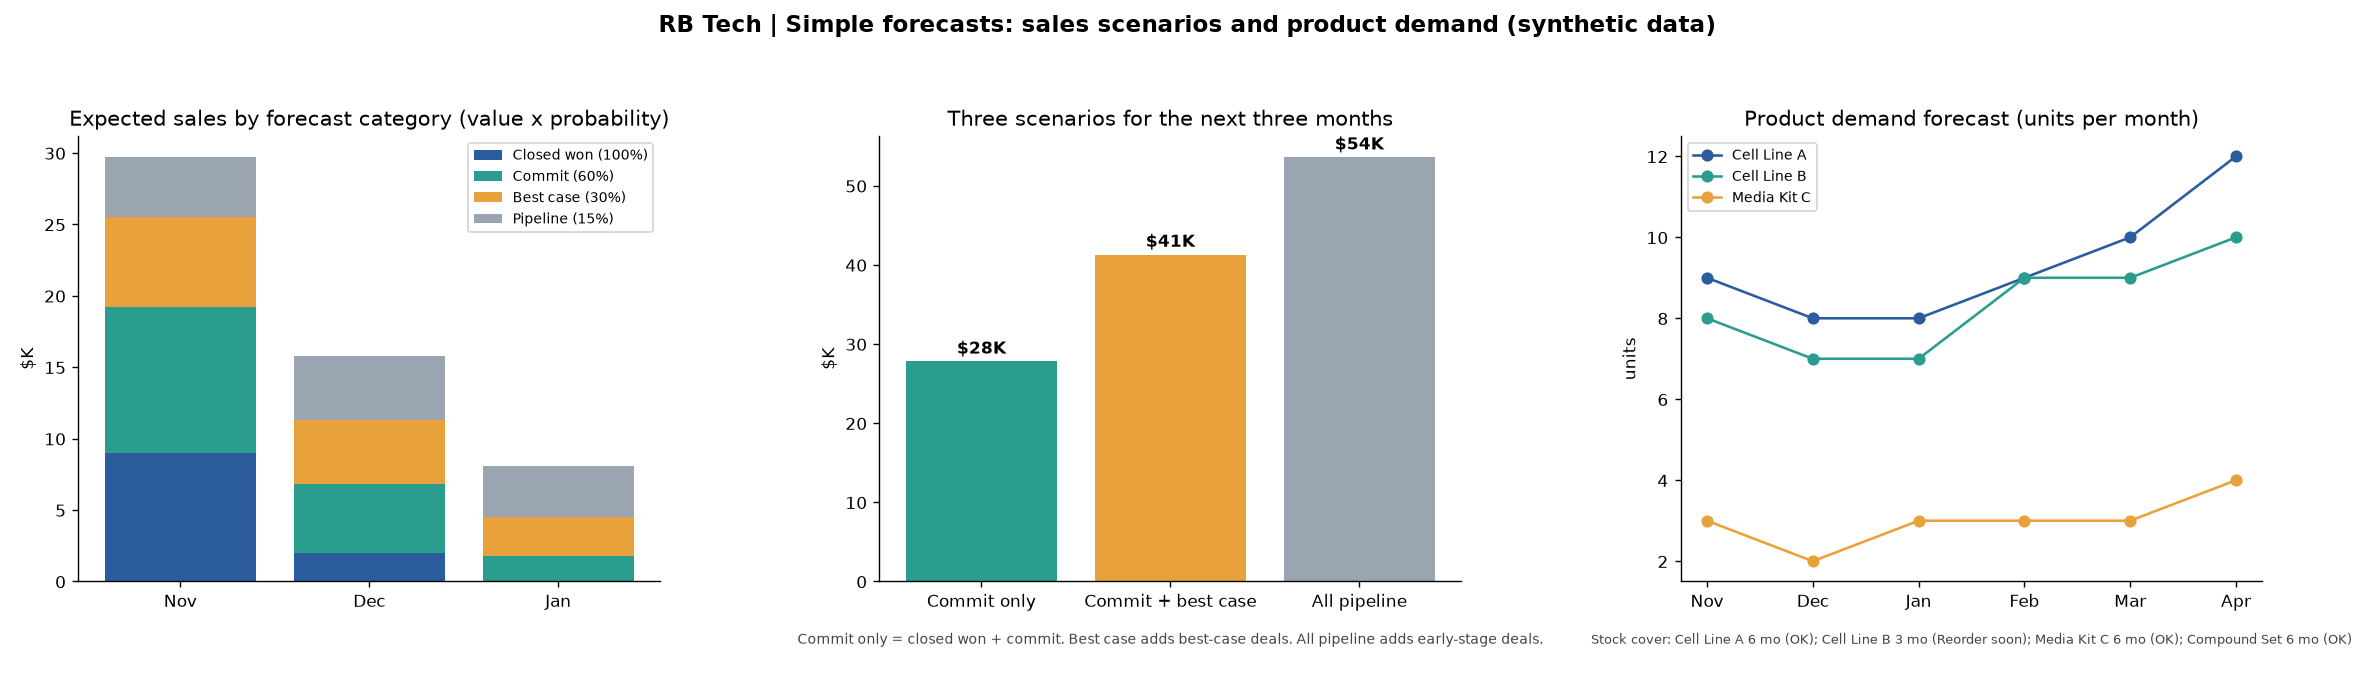 RB Tech | Simple forecasts: sales scenarios and product demand (synthetic data)
Expected sales by forecast category (value x probability)
$K
30
25
20
15
10
5
0
Closed won (100%)
Commit (60%)
Best case (30%)
Pipeline (15%)
Nov
Dec
Jan
Three scenarios for the next three months
$K
50
40
30
20
10
0
$28K
$41K
$54K
Commit only
Commit + best case
All pipeline
Commit only = closed won + commit. Best case adds best-case deals. All pipeline adds early-stage deals.
Product demand forecast (units per month)
units
12
10
8
6
4
2
Cell Line A
Cell Line B
Media Kit C
Nov
Dec
Jan
Feb
Mar
Apr
Stock cover: Cell Line A 6 mo (OK); Cell Line B 3 mo (Reorder soon); Media Kit C 6 mo (OK); Compound Set 6 mo (OK)